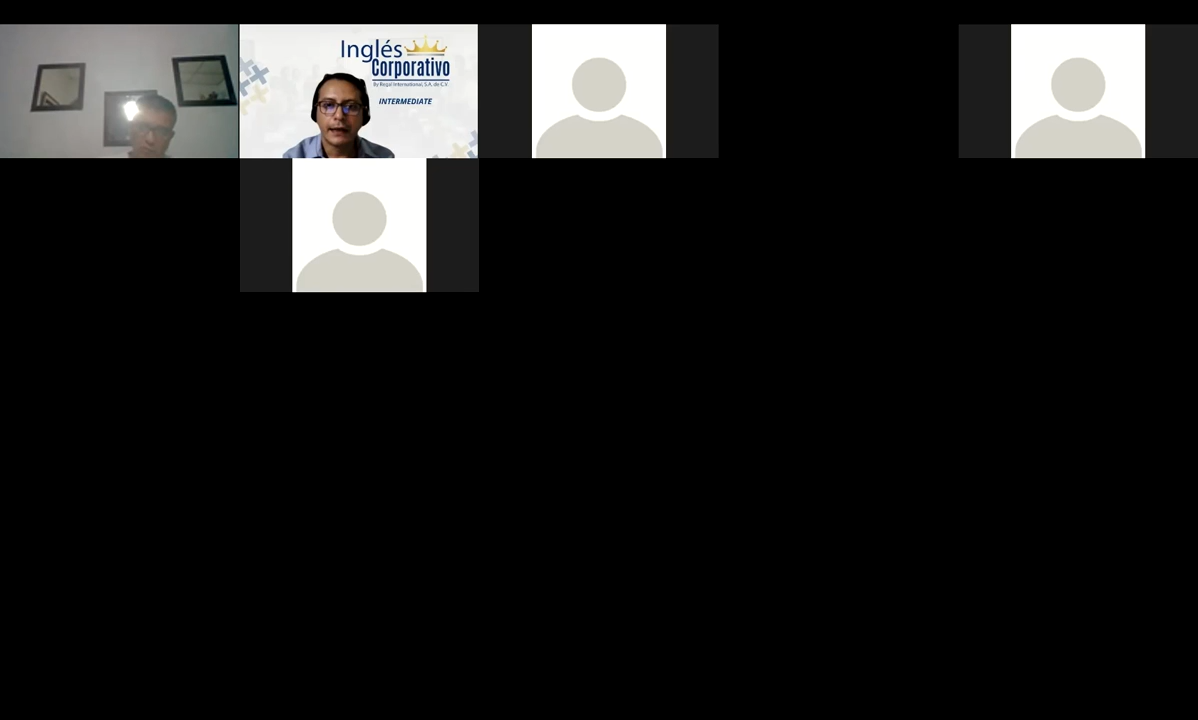 Inglés
Corporativo
By Regal International, S.A. de C.V.
INTERMEDIATE